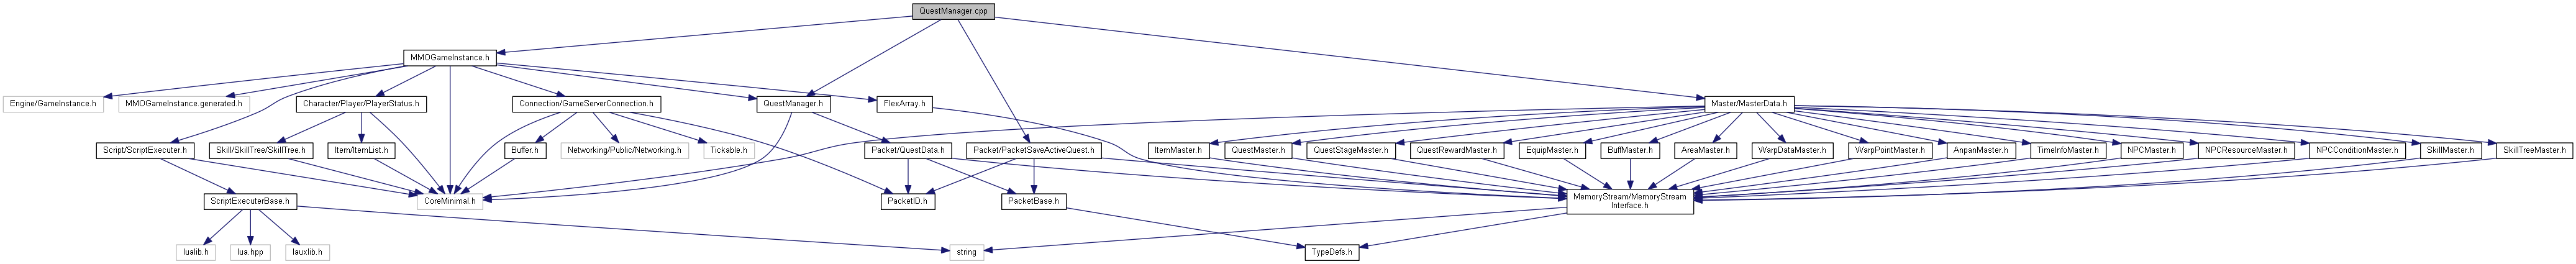 QuestManager.cpp
MMOGameInstance.h
Engine/GameInstance.h
MMOGameInstance.generated.h
Character/Player/PlayerStatus.h
Connection/GameServerConnection.h
QuestManager.h
FlexArray.h
Master/MasterData.h
Script/ScriptExecuter.h
Skill/SkillTree/SkillTree.h
Item/ItemList.h
Buffer.h
Networking/Public/Networking.h
Tickable.h
Packet/QuestData.h
Packet/PacketSaveActiveQuest.h
ItemMaster.h
QuestMaster.h
QuestStageMaster.h
QuestRewardMaster.h
EquipMaster.h
BuffMaster.h
AreaMaster.h
WarpDataMaster.h
WarpPointMaster.h
AnpanMaster.h
TimeInfoMaster.h
NPCMaster.h
NPCResourceMaster.h
NPCConditionMaster.h
SkillMaster.h
SkillTreeMaster.h
ScriptExecuterBase.h
CoreMinimal.h
PacketID.h
PacketBase.h
MemoryStream/MemoryStream
Interface.h
lualib.h
lua.hpp
lauxlib.h
string
TypeDefs.h